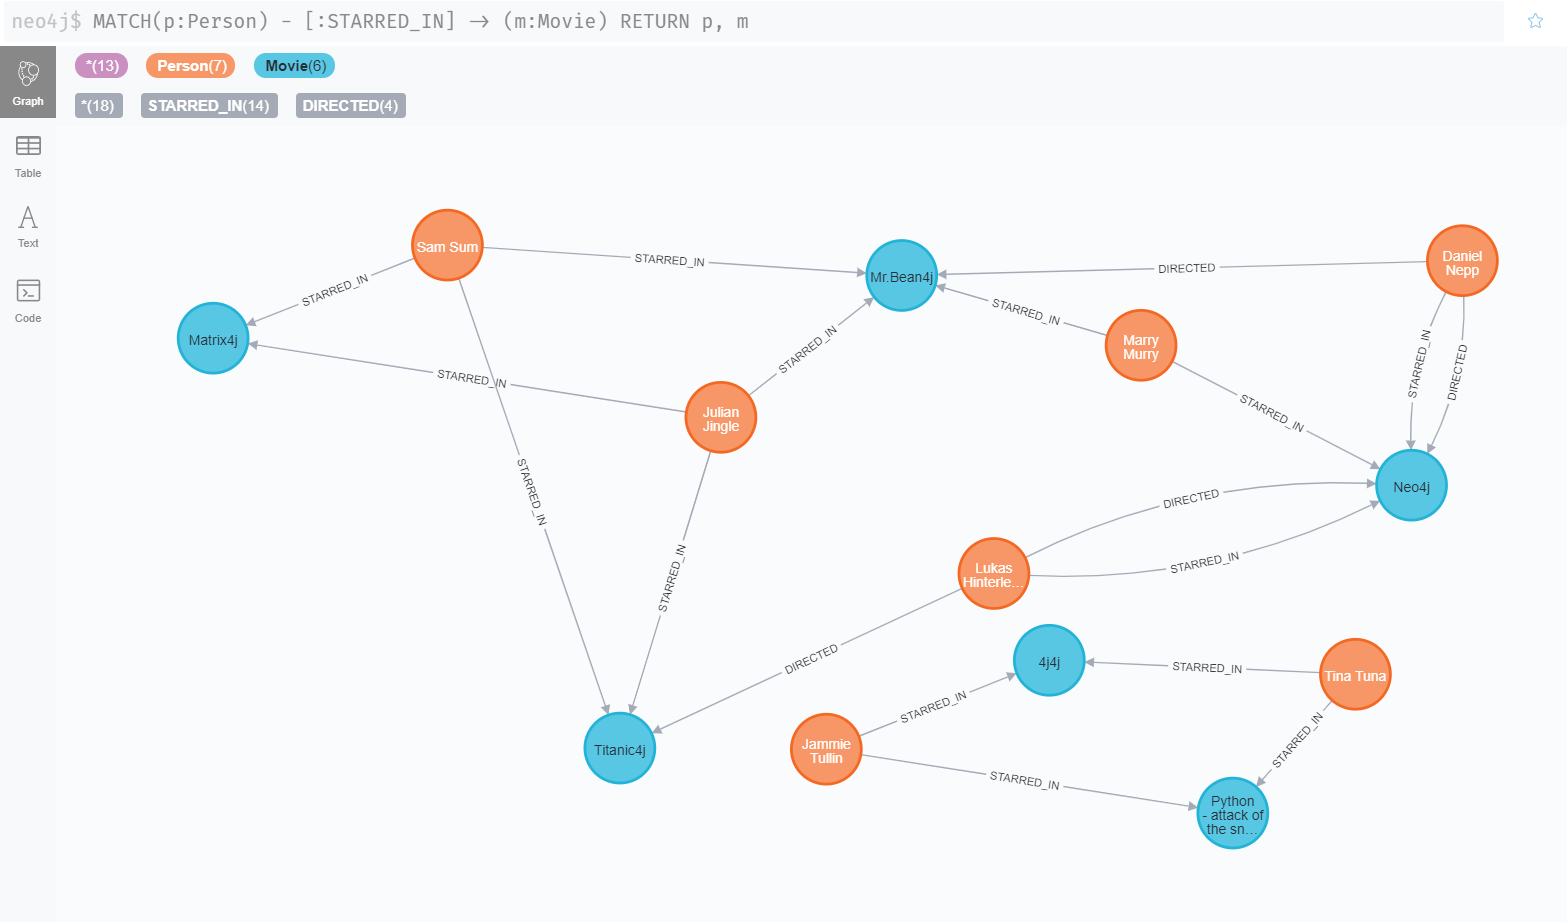 neo4j$ MATCH(p:Person) - [:STARRED_IN] → (m:Movie) RETURN p, m
*(13) Person(7) Movie(6)
Graph
*(18) STARRED_IN(14) DIRECTED(4)
Table
Text
Code
Sam Sum
STARRED_IN
Mr.Bean4j
DIRECTED
Daniel
Nepp
STARRED_IN
STARRED_IN
Matrix4j
STARRED_IN
Marry
Murry
STARRED_IN
DIRECTED
STARRED_IN
Julian
Jingle
STARRED_IN
STARRED_IN
Neo4j
DIRECTED
STARRED_IN
STARRED_IN
Lukas
Hinterle...
DIRECTED
4j4j
STARRED_IN
Tina Tuna
STARRED_IN
Titanic4j
Jammie
Tullin
STARRED_IN
STARRED_IN
Python
- attack of
the sn...